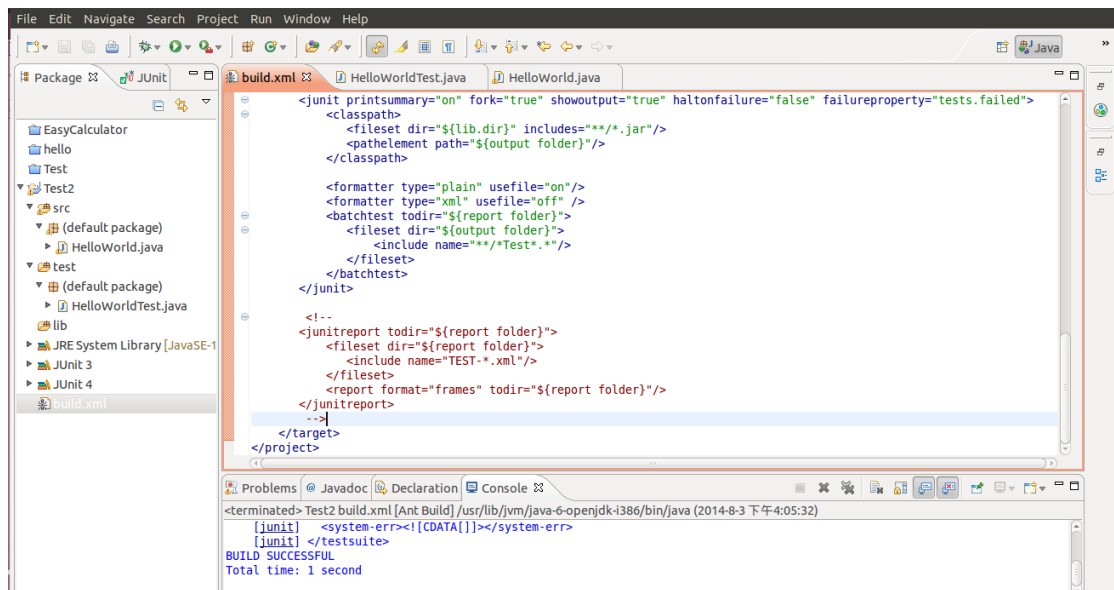 File Edit Navigate Search Project Run Window Help
Java
Package
JUnit
EasyCalculator
hello
Test
Test2
src
(default package)
HelloWorld.java
test
(default package)
HelloWorldTest.java
lib
JRE System Library [JavaSE-1
JUnit 3
JUnit 4
build.xml
build.xml HelloWorldTest.java HelloWorld.java
<junit printsummary="on" fork="true" showoutput="true" haltonfailure="false" failureproperty="tests.failed">
<classpath>
<fileset dir="${lib.dir}" includes="**/*.jar"/>
<pathelement path="${output folder}"/>
</classpath>
<formatter type="plain" usefile="on"/>
<formatter type="xml" usefile="off" />
<batchtest todir="${report folder}">
<fileset dir="${output folder}">
<include name="**/*Test*.*"/>
</fileset>
</batchtest>
</junit>
<!--
<junitreport todir="${report folder}">
<fileset dir="${report folder}">
<include name="TEST-*.xml"/>
</fileset>
<report format="frames" todir="${report folder}"/>
</junitreport>
-->
</target>
</project>
Problems @ Javadoc Declaration Console
<terminated> Test2 build.xml [Ant Build] /usr/lib/jvm/java-6-openjdk-i386/bin/java (2014-8-3 下午4:05:32)
[junit] <system-err><![CDATA[]]></system-err>
[junit] </testsuite>
BUILD SUCCESSFUL
Total time: 1 second